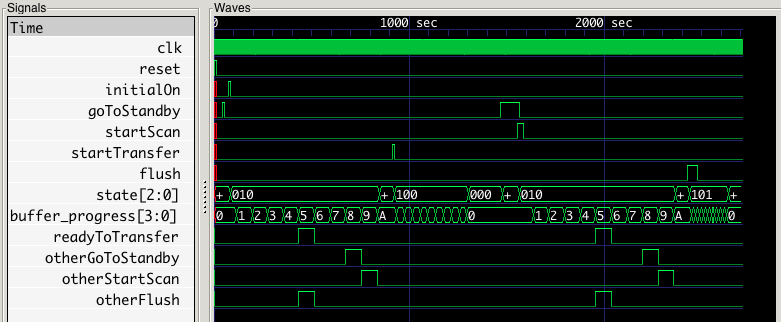 Signals
Waves
Time
0
1000 sec
2000 sec
clk
reset
initialOn
goToStandby
startScan
startTransfer
flush
state[2:0]
+ 010 + 100 000 + 010 + 101 +
buffer_progress[3:0]
0 1 2 3 4 5 6 7 8 9 A 0 1 2 3 4 5 6 7 8 9 A 0
readyToTransfer
otherGoToStandby
otherStartScan
otherFlush